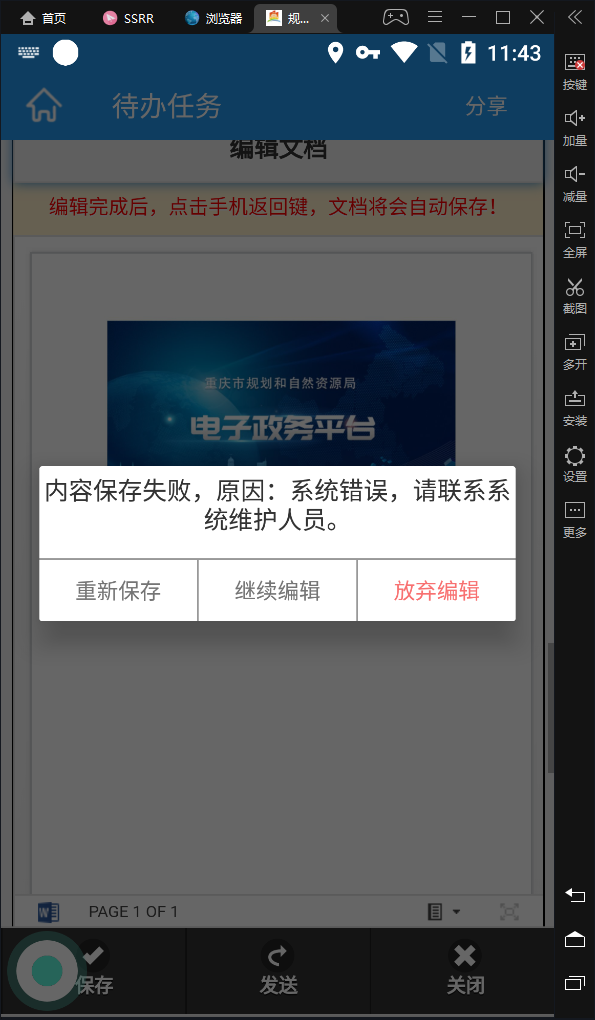 首页
SSRR
浏览器
规...
11:43
待办任务
分享
编辑文档
编辑完成后，点击手机返回键，文档将会自动保存！
重庆市规划和自然资源局
电子政务平台
内容保存失败，原因：系统错误，请联系系
统维护人员。
重新保存
继续编辑
放弃编辑
PAGE 1 OF 1
保存
发送
关闭
按键
加量
减量
全屏
截图
多开
安装
设置
更多